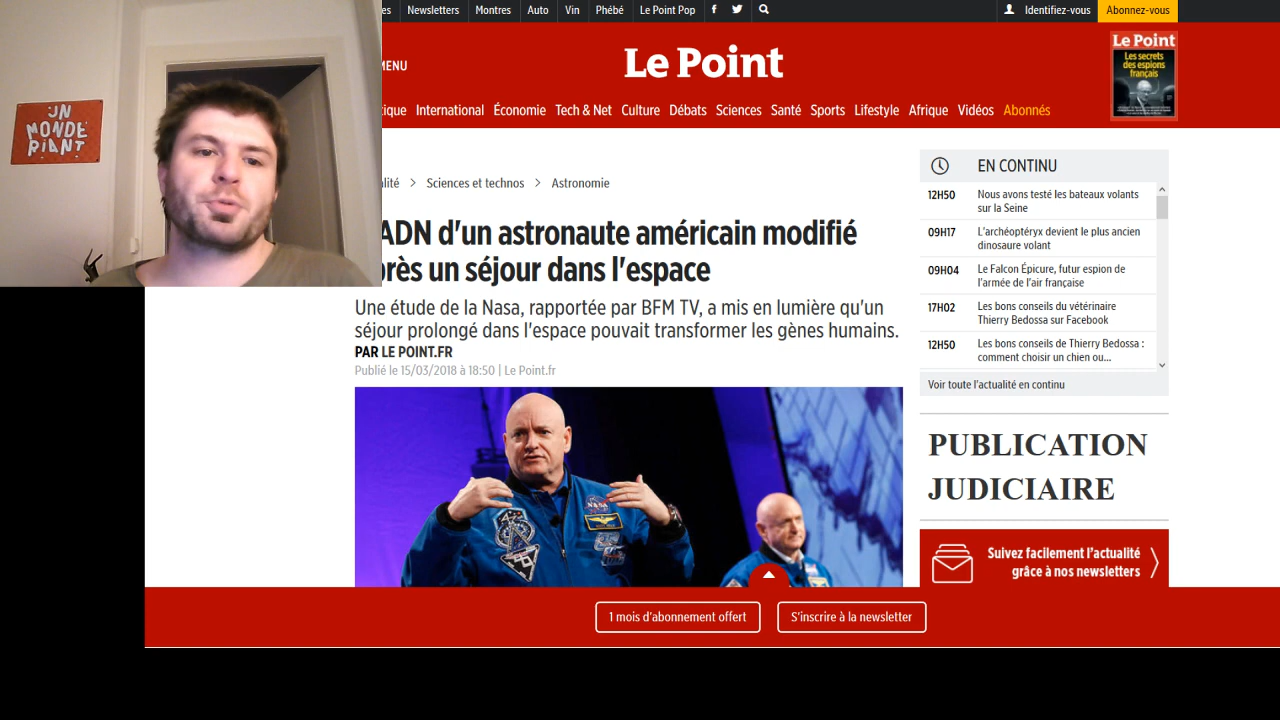 UN
MONDE
RIANT
Newsletters Montres Auto Vin Phébé Le Point Pop
Identifiez-vous Abonnez-vous
MENU
Le Point
Le Point
Les secrets
des espions
français
International Économie Tech & Net Culture Débats Sciences Santé Sports Lifestyle Afrique Vidéos Abonnés
Sciences et technos > Astronomie
ADN d'un astronaute américain modifié
près un séjour dans l'espace
Une étude de la Nasa, rapportée par BFM TV, a mis en lumière qu'un
séjour prolongé dans l'espace pouvait transformer les gènes humains.
PAR LE POINT.FR
Publié le 15/03/2018 à 18:50 | Le Point.fr
NASA
EN CONTINU
12H50 Nous avons testé les bateaux volants
sur la Seine
09H17 L'archéoptéryx devient le plus ancien
dinosaure volant
09H04 Le Falcon Épicure, futur espion de
l'armée de l'air française
17H02 Les bons conseils du vétérinaire
Thierry Bedossa sur Facebook
12H50 Les bons conseils de Thierry Bedossa :
comment choisir un chien ou...
Voir toute l'actualité en continu
PUBLICATION
JUDICIAIRE
Suivez facilement l'actualité
grâce à nos newsletters
1 mois d'abonnement offert S'inscrire à la newsletter